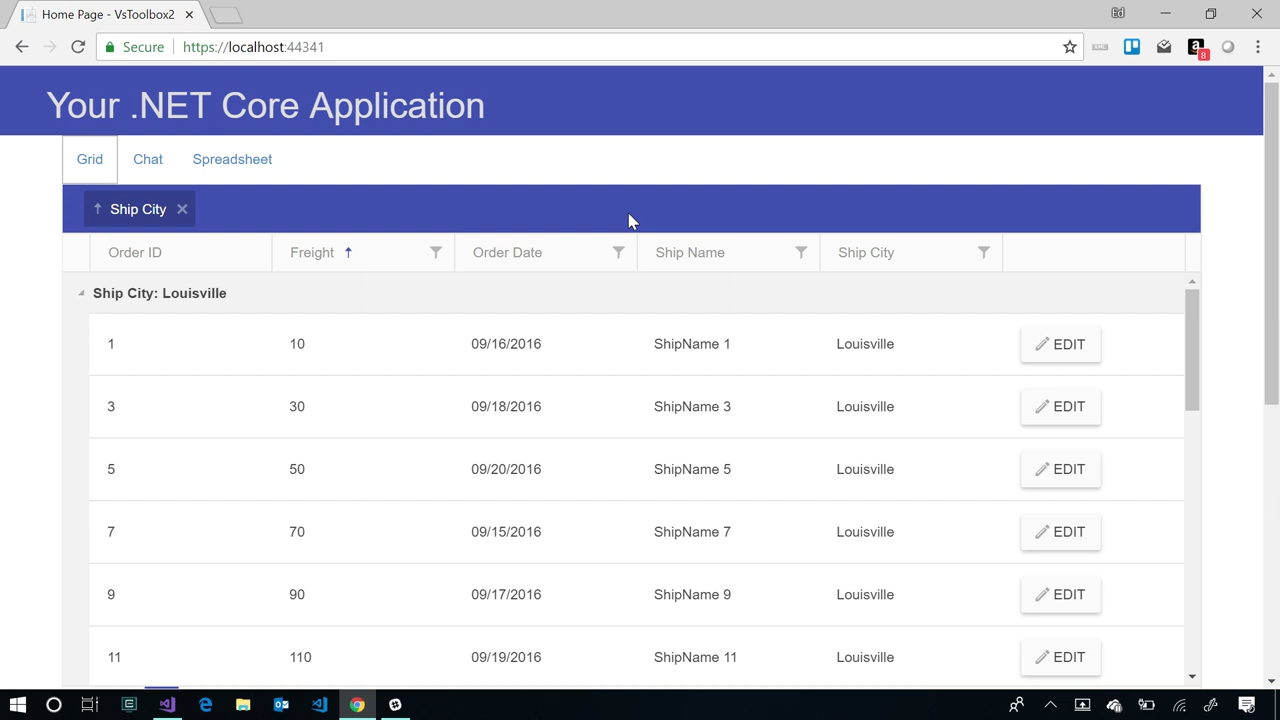 Home Page - VsToolbox2
Ed
Secure https://localhost:44341
8
Your .NET Core Application
Grid Chat Spreadsheet
Ship City
Order ID Freight Order Date Ship Name Ship City
Ship City: Louisville
1 10 09/16/2016 ShipName 1 Louisville EDIT
3 30 09/18/2016 ShipName 3 Louisville EDIT
5 50 09/20/2016 ShipName 5 Louisville EDIT
7 70 09/15/2016 ShipName 7 Louisville EDIT
9 90 09/17/2016 ShipName 9 Louisville EDIT
11 110 09/19/2016 ShipName 11 Louisville EDIT